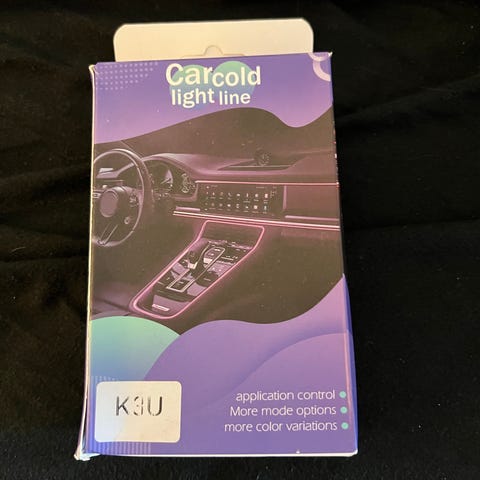 Carcold
light line
application control
More mode options
more color variations
K3U